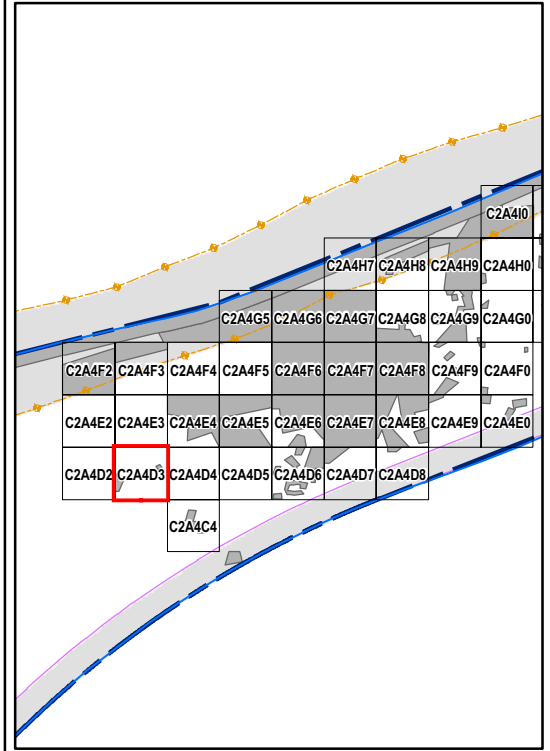 C2A4I0
C2A4H7 C2A4H8 C2A4H9 C2A4H0
C2A4G5 C2A4G6 C2A4G7 C2A4G8 C2A4G9 C2A4G0
C2A4F2 C2A4F3 C2A4F4 C2A4F5 C2A4F6 C2A4F7 C2A4F8 C2A4F9 C2A4F0
C2A4E2 C2A4E3 C2A4E4 C2A4E5 C2A4E6 C2A4E7 C2A4E8 C2A4E9 C2A4E0
C2A4D2 C2A4D3 C2A4D4 C2A4D5 C2A4D6 C2A4D7 C2A4D8
C2A4C4